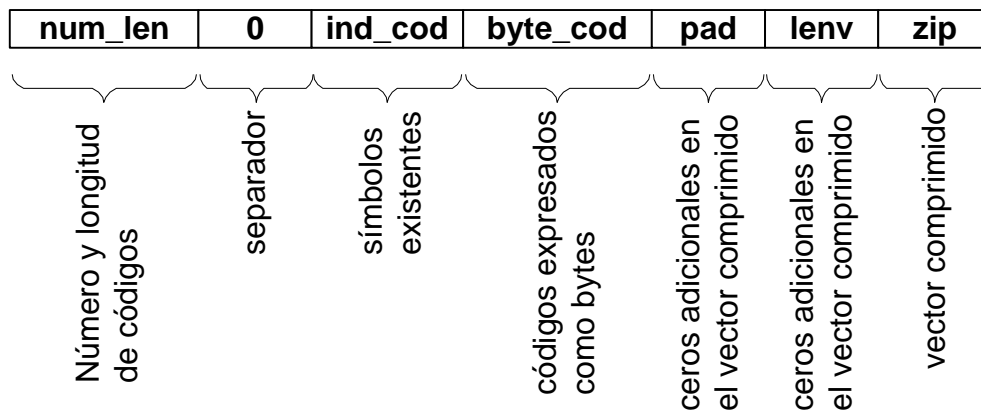 num_len 0 ind_cod byte_cod pad lenv zip
Número y longitud
de códigos
separador
símbolos
existentes
códigos expresados
como bytes
ceros adicionales en
el vector comprimido
ceros adicionales en
el vector comprimido
vector comprimido